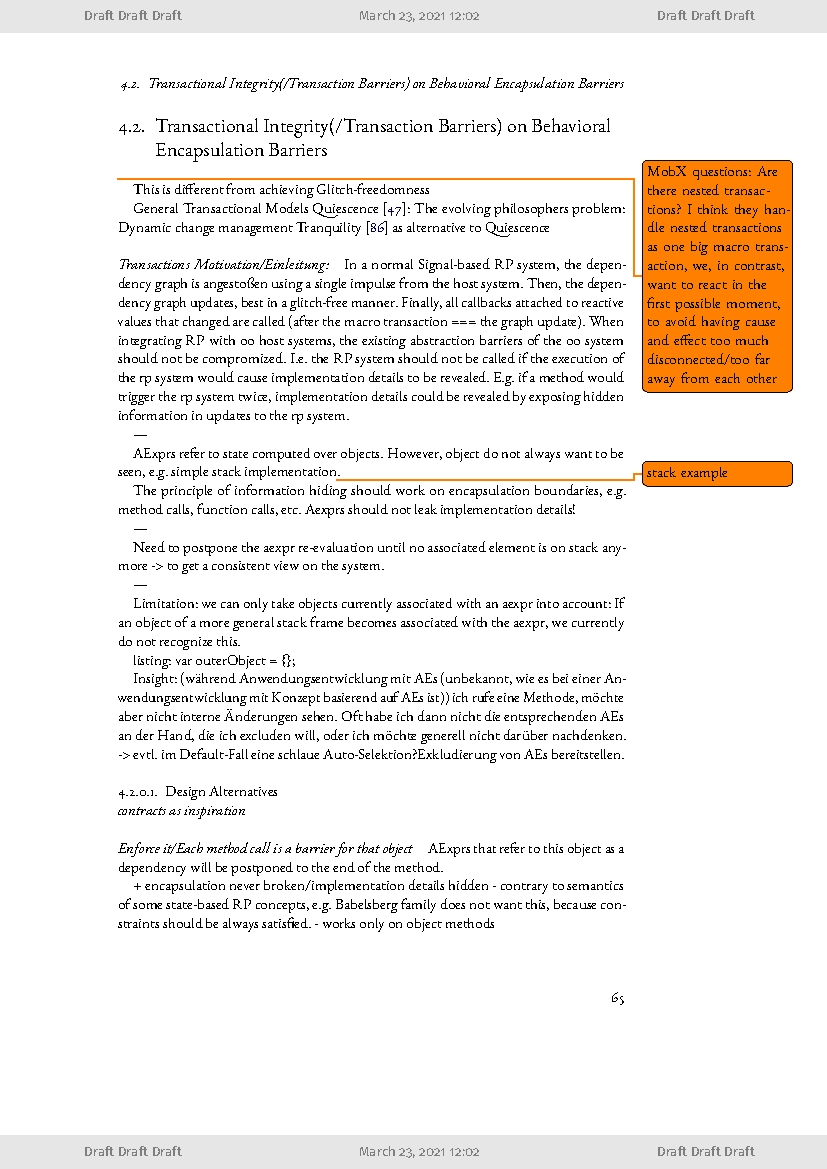 Draft Draft Draft March 23, 2021 12:02 Draft Draft Draft
4.2. Transactional Integrity(/Transaction Barriers) on Behavioral Encapsulation Barriers
4.2. Transactional Integrity(/Transaction Barriers) on Behavioral
Encapsulation Barriers
This is different from achieving Glitch-freedomness
General Transactional Models Quiescence [47]: The evolving philosophers problem:
Dynamic change management Tranquility [86] as alternative to Quiescence
Transactions Motivation/Einleitung: In a normal Signal-based RP system, the depen-
dency graph is angestoßen using a single impulse from the host system. Then, the depen-
dency graph updates, best in a glitch-free manner. Finally, all callbacks attached to reactive
values that changed are called (after the macro transaction === the graph update). When
integrating RP with oo host systems, the existing abstraction barriers of the oo system
should not be compromized. I.e. the RP system should not be called if the execution of
the rp system would cause implementation details to be revealed. E.g. if a method would
trigger the rp system twice, implementation details could be revealed by exposing hidden
information in updates to the rp system.
—
AExprs refer to state computed over objects. However, object do not always want to be
seen, e.g. simple stack implementation.
The principle of information hiding should work on encapsulation boundaries, e.g.
method calls, function calls, etc. Aexprs should not leak implementation details!
—
Need to postpone the aexpr re-evaluation until no associated element is on stack any-
more -> to get a consistent view on the system.
—
Limitation: we can only take objects currently associated with an aexpr into account: If
an object of a more general stack frame becomes associated with the aexpr, we currently
do not recognize this.
listing: var outerObject = {};
Insight: (während Anwendungsentwicklung mit AEs (unbekannt, wie es bei einer An-
wendungsentwicklung mit Konzept basierend auf AEs ist)) ich rufe eine Methode, möchte
aber nicht interne Änderungen sehen. Oft habe ich dann nicht die entsprechenden AEs
an der Hand, die ich excluden will, oder ich möchte generell nicht darüber nachdenken.
-> evtl. im Default-Fall eine schlaue Auto-Selektion?Exkludierung von AEs bereitstellen.
4.2.0.1. Design Alternatives
contracts as inspiration
Enforce it/Each method call is a barrier for that object AExprs that refer to this object as a
dependency will be postponed to the end of the method.
+ encapsulation never broken/implementation details hidden - contrary to semantics
of some state-based RP concepts, e.g. Babelsberg family does not want this, because con-
straints should be always satisfied. - works only on object methods
MobX questions: Are
there nested transac-
tions? I think they han-
dle nested transactions
as one big macro trans-
action, we, in contrast,
want to react in the
first possible moment,
to avoid having cause
and effect too much
disconnected/too far
away from each other
stack example
65
Draft Draft Draft March 23, 2021 12:02 Draft Draft Draft